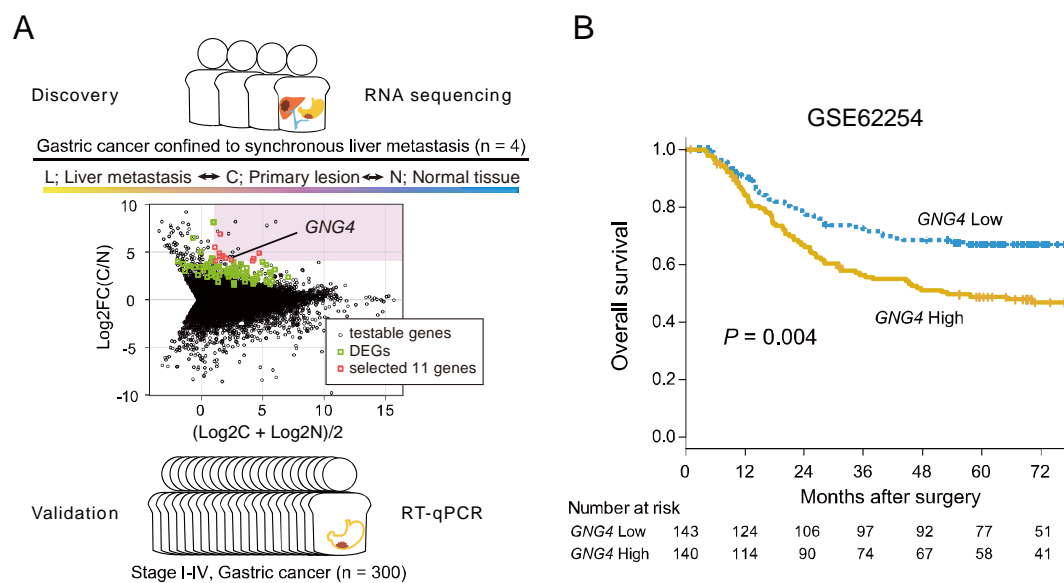 A
Discovery
RNA sequencing
Gastric cancer confined to synchronous liver metastasis (n = 4)
L; Liver metastasis ⇔ C; Primary lesion ⇔ N; Normal tissue
10
5
0
-5
-10
Log2FC(C/N)
GNG4
testable genes
DEGs
selected 11 genes
0
5
10
15
(Log2C + Log2N)/2
Validation
RT-qPCR
Stage I-IV, Gastric cancer (n = 300)
B
GSE62254
1.0
0.8
0.6
0.4
0.2
0.0
Overall survival
GNG4 Low
GNG4 High
P = 0.004
0 12 24 36 48 60 72
Months after surgery
Number at risk
GNG4 Low 143 124 106 97 92 77 51
GNG4 High 140 114 90 74 67 58 41